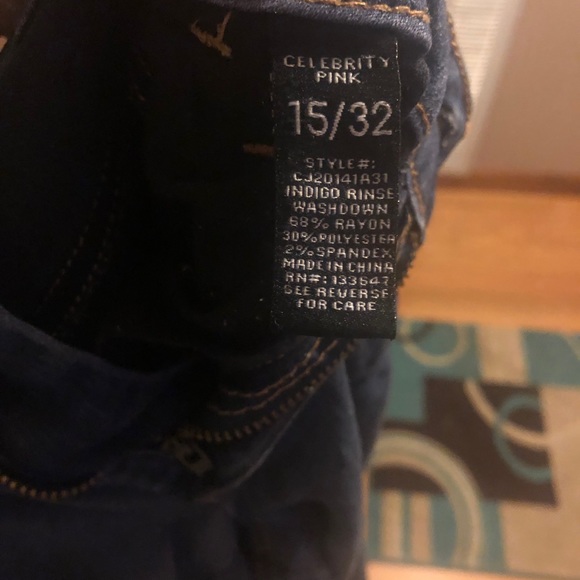 CELEBRITY
PINK
15/32
STYLE#:
CJ20141A31
INDIGO RINSE
WASHDOWN
68% RAYON
30%POLYESTER
2% SPANDEX
MADE IN CHINA
RN#:133547
SEE REVERSE
FOR CARE